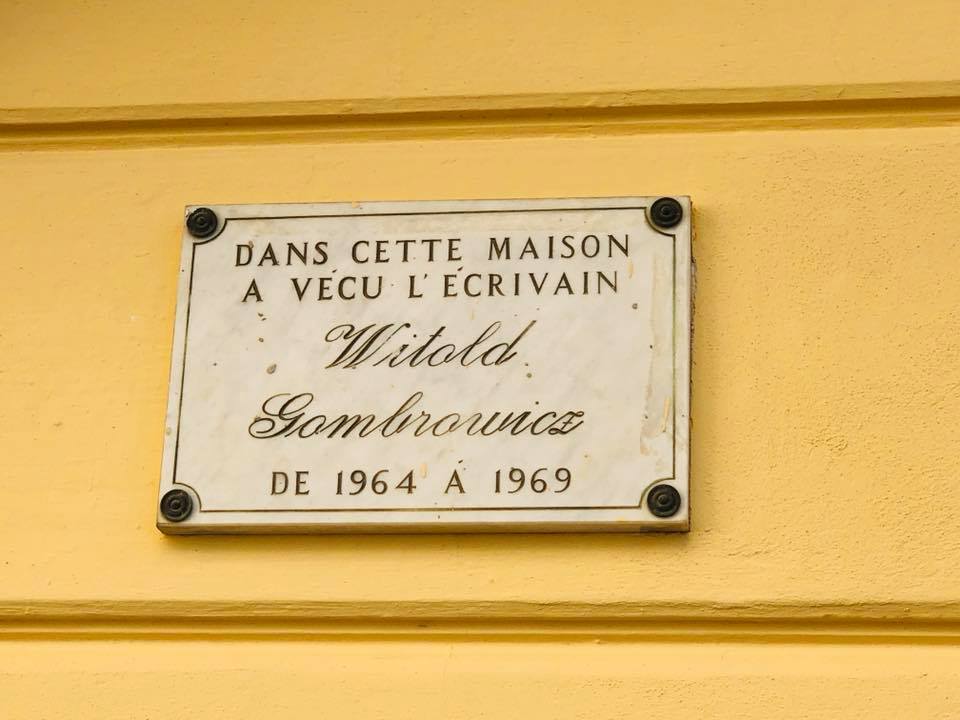 DANS CETTE MAISON
A VÉCU L'ÉCRIVAIN
Witold
Gombrowicz
DE 1964 A 1969